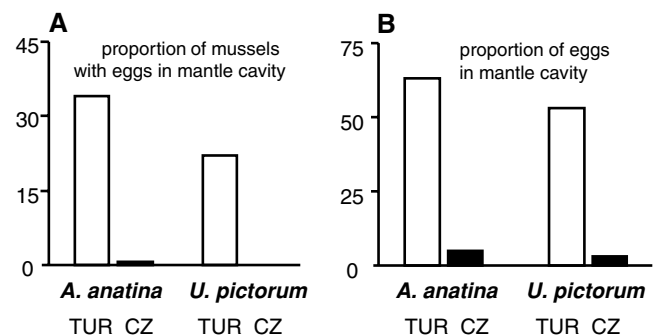 A
proportion of mussels
with eggs in mantle cavity
45
30
15
0
A. anatina U. pictorum
TUR CZ TUR CZ
B
proportion of eggs
in mantle cavity
75
50
25
0
A. anatina U. pictorum
TUR CZ TUR CZ